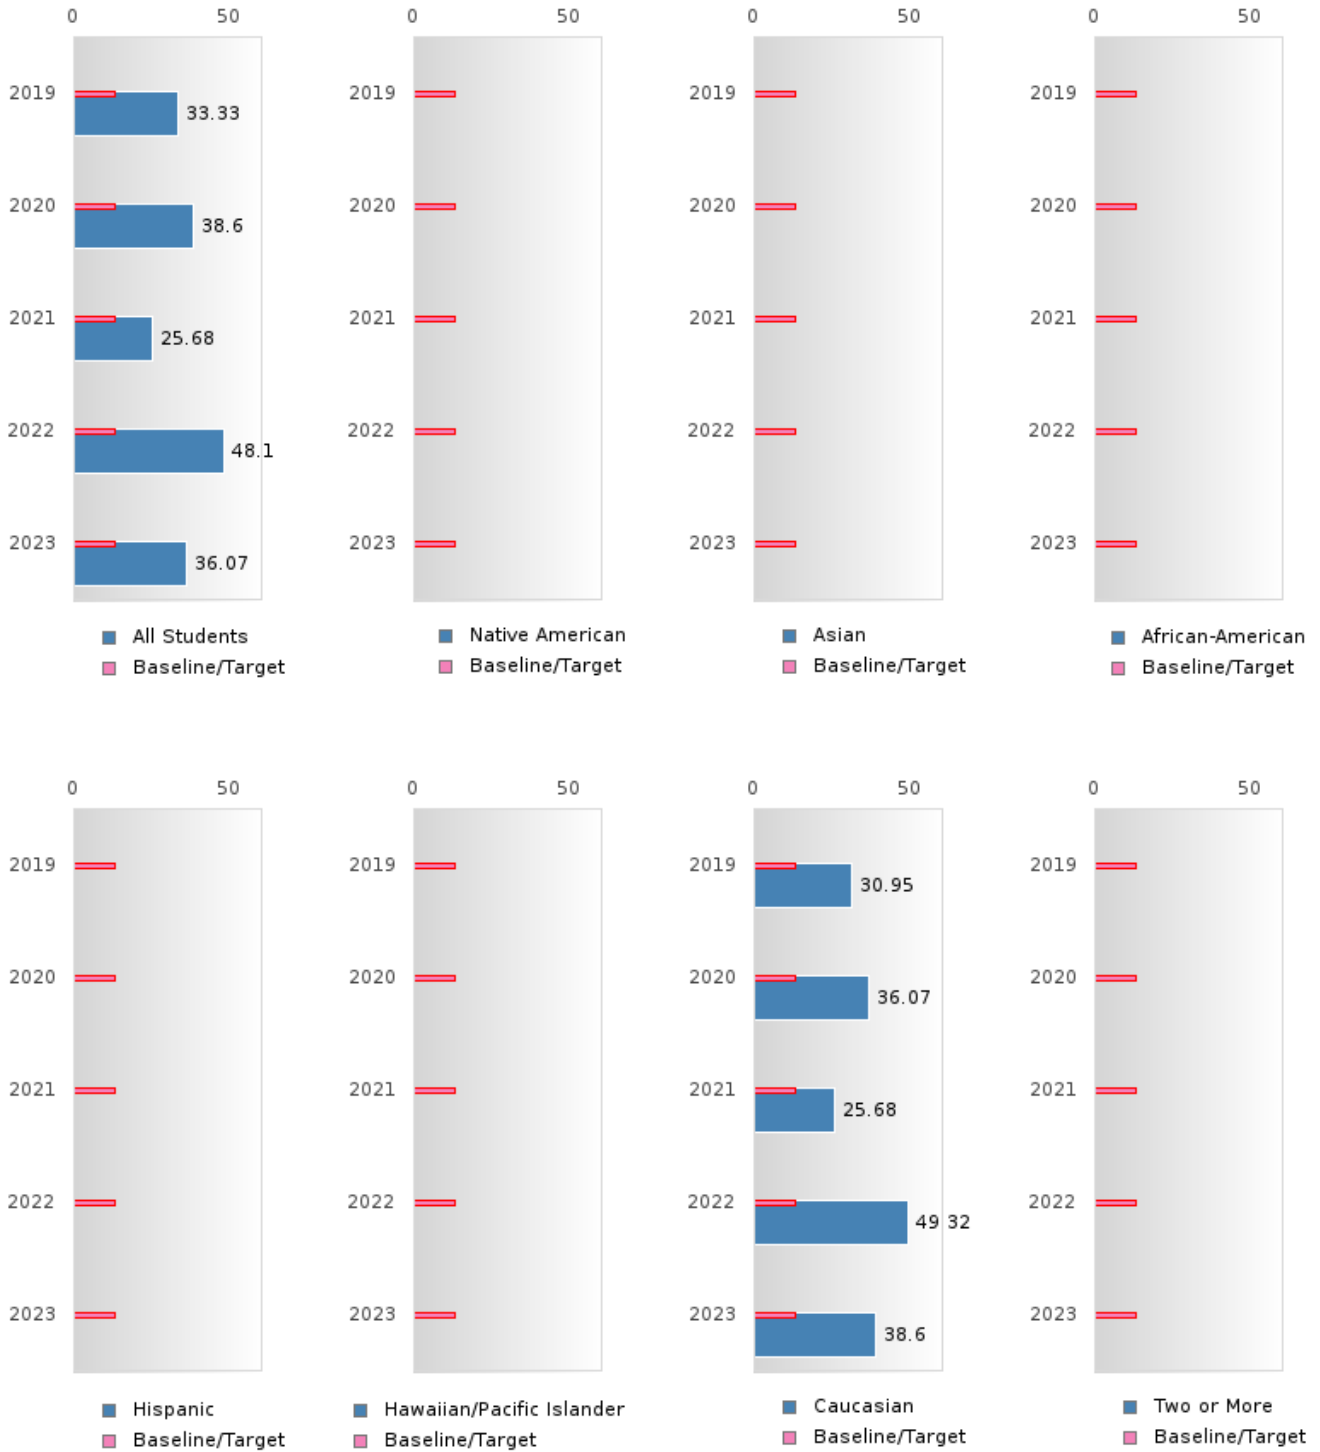 0 50 0 50 0 50 0 50
2019 33.33 2019 2019 2019
2020 38.6 2020 2020 2020
2021 25.68 2021 2021 2021
2022 48.1 2022 2022 2022
2023 36.07 2023 2023 2023
All Students Native American Asian African-American
Baseline/Target Baseline/Target Baseline/Target Baseline/Target
0 50 0 50 0 50 0 50
2019 2019 2019 30.95 2019
2020 2020 2020 36.07 2020
2021 2021 2021 25.68 2021
2022 2022 2022 49.32 2022
2023 2023 2023 38.6 2023
Hispanic Hawaiian/Pacific Islander Caucasian Two or More
Baseline/Target Baseline/Target Baseline/Target Baseline/Target